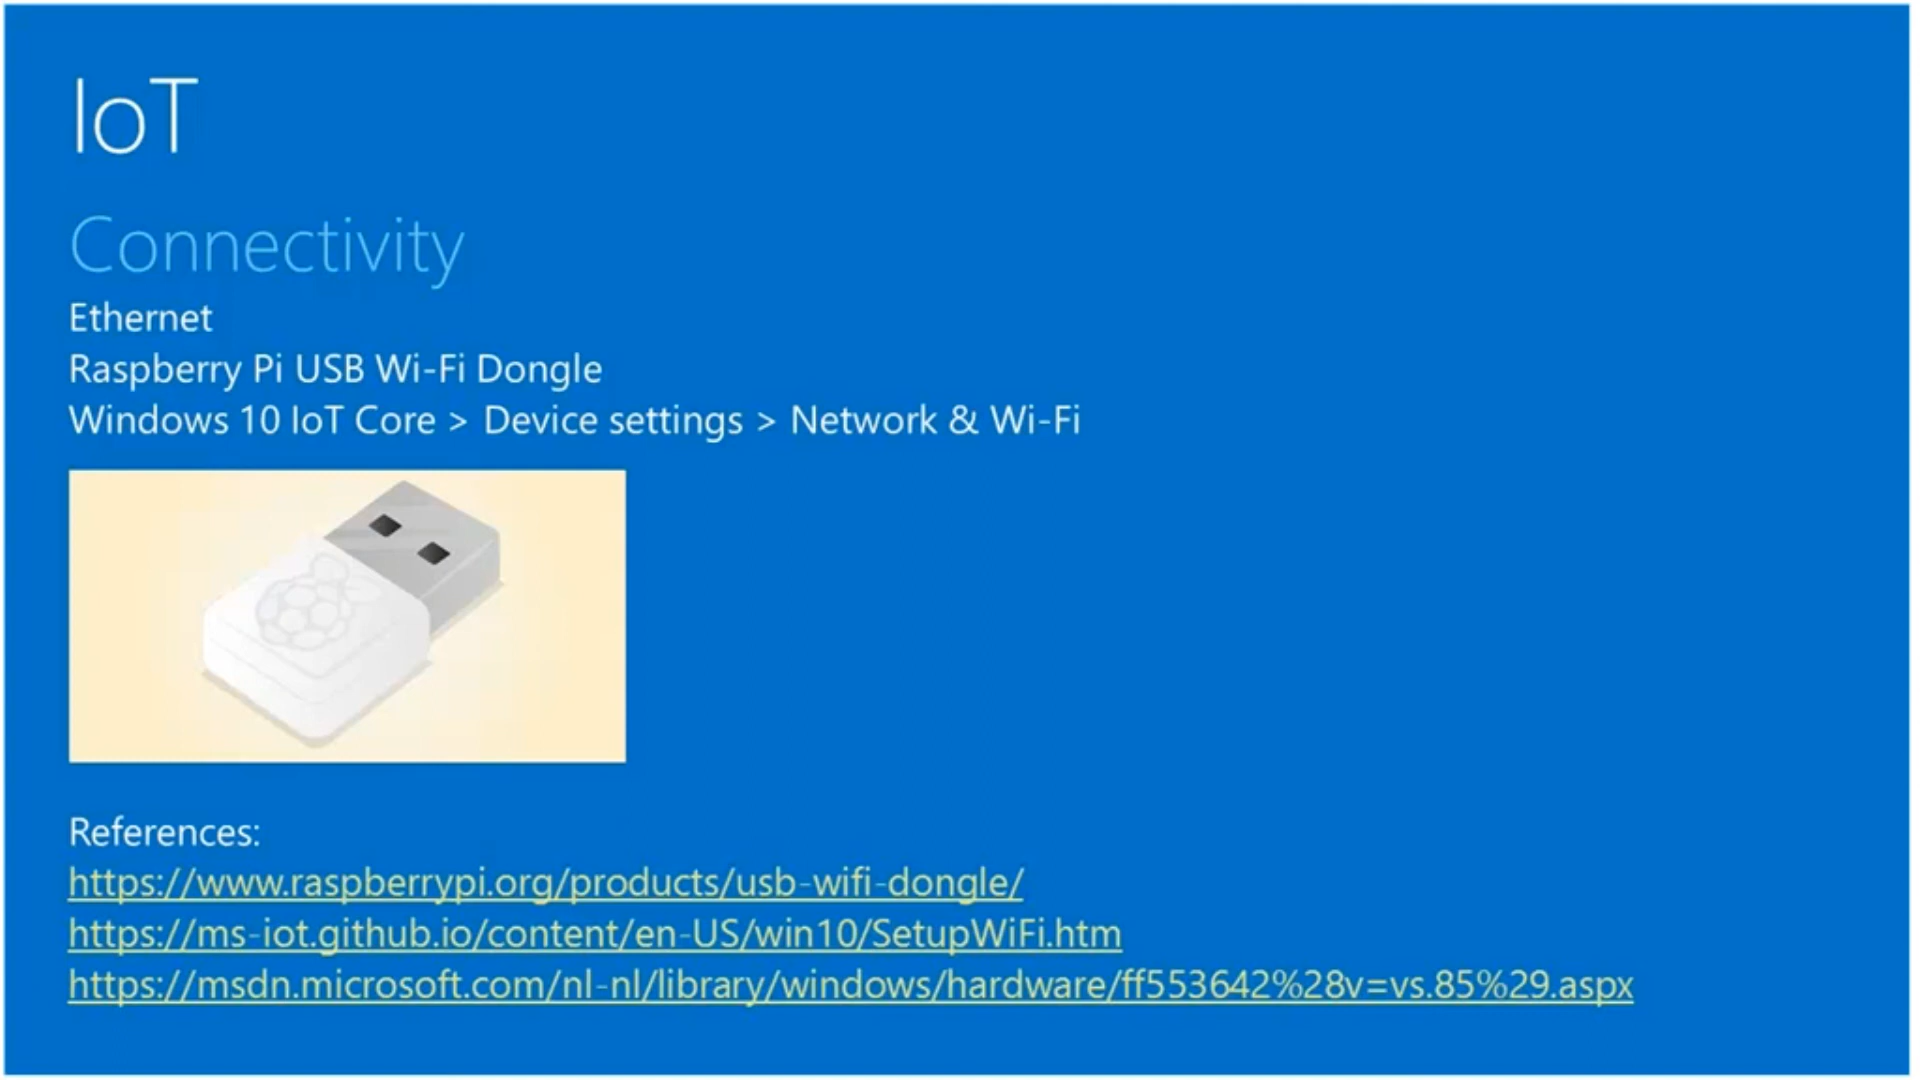 IoT
Connectivity
Ethernet
Raspberry Pi USB Wi-Fi Dongle
Windows 10 IoT Core > Device settings > Network & Wi-Fi
References:
https://www.raspberrypi.org/products/usb-wifi-dongle/
https://ms-iot.github.io/content/en-US/win10/SetupWiFi.htm
https://msdn.microsoft.com/nl-nl/library/windows/hardware/ff553642%28v=vs.85%29.aspx